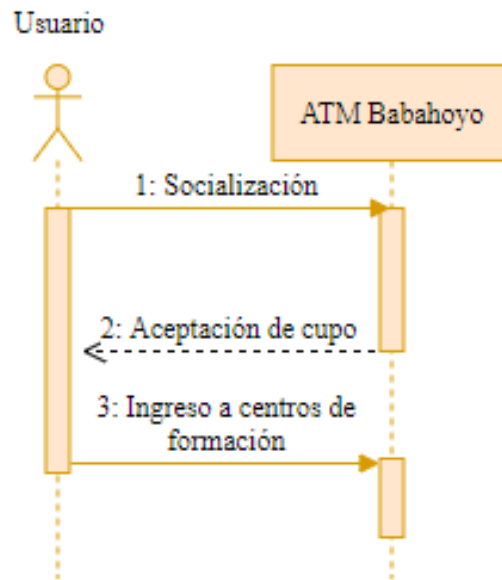 Usuario
ATM Babahoyo
1: Socialización
2: Aceptación de cupo
3: Ingreso a centros de
formación